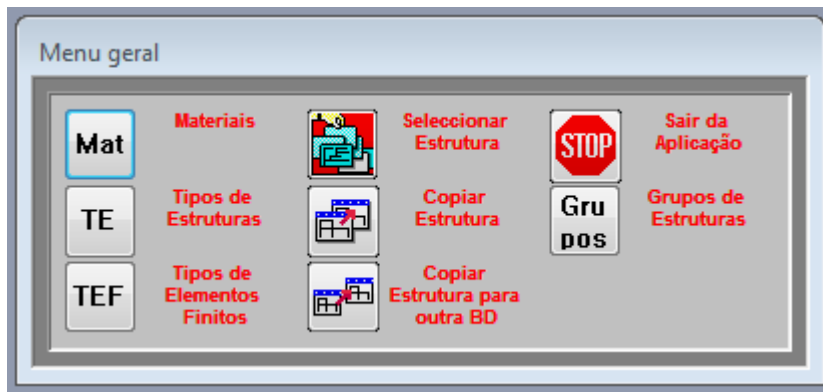 Menu geral
Mat
Materiais
Seleccionar
Estrutura
STOP
Sair da
Aplicação
TE
Tipos de
Estruturas
Copiar
Estrutura
Gru
pos
Grupos de
Estruturas
TEF
Tipos de
Elementos
Finitos
Copiar
Estrutura para
outra BD